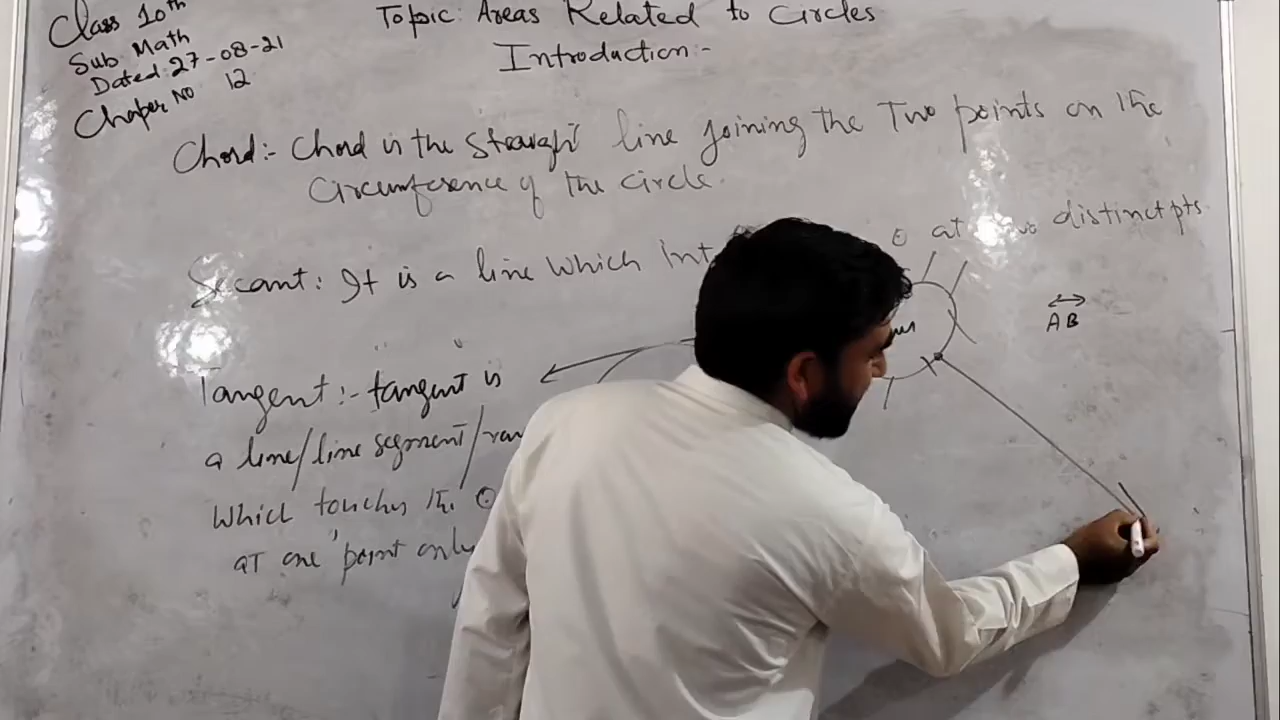 Class 10th
Sub Math
Dated: 27-08-21
Chapter No 12
Topic: Areas Related to Circles
Introduction:-
Chord:- Chord is the straight line joining the Two points on the
Circumference of the circle.
Secant: It is a line which Int at distinct pts.
AB
Tangent:- tangent is
a line/line segment/ray
which touches the ⊙
at one point only